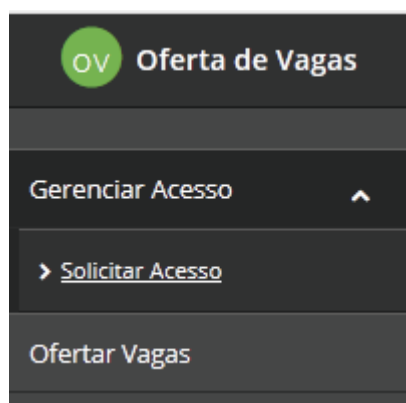 OV Oferta de Vagas
Gerenciar Acesso
Solicitar Acesso
Ofertar Vagas